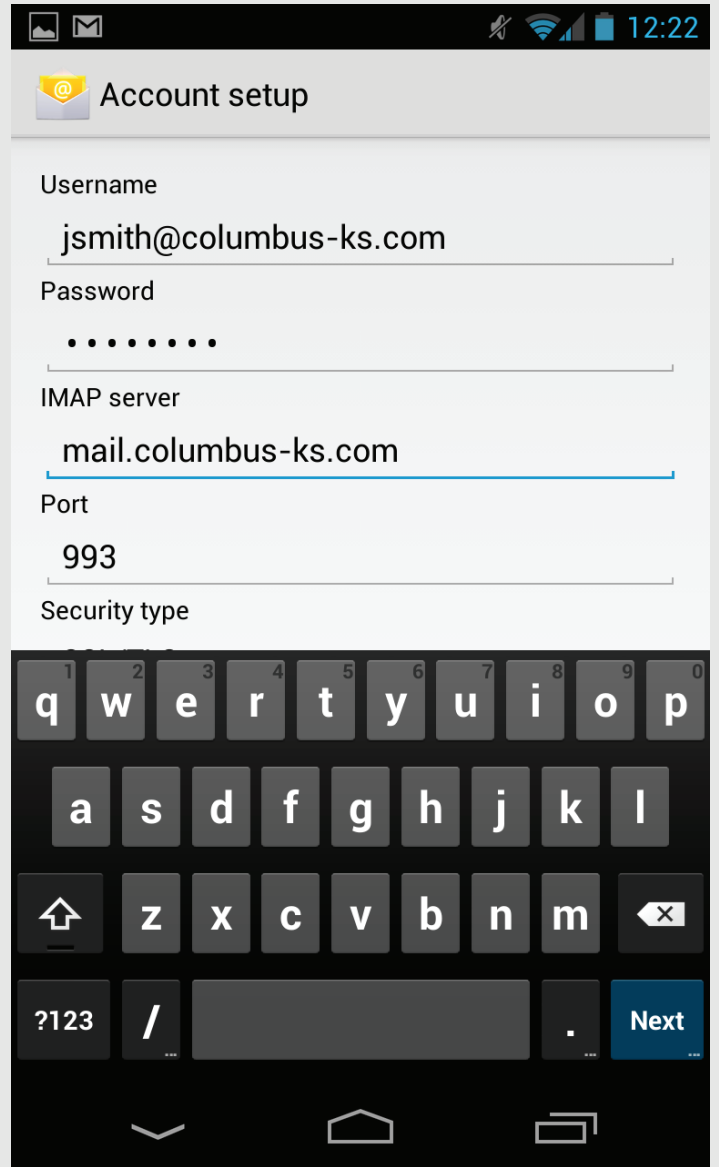 12:22
Account setup
Username
jsmith@columbus-ks.com
Password
IMAP server
mail.columbus-ks.com
Port
993
Security type
1 2 3 4 5 6 7 8 9 0
q w e r t y u i o p
a s d f g h j k l
z x c v b n m
?123 / . Next